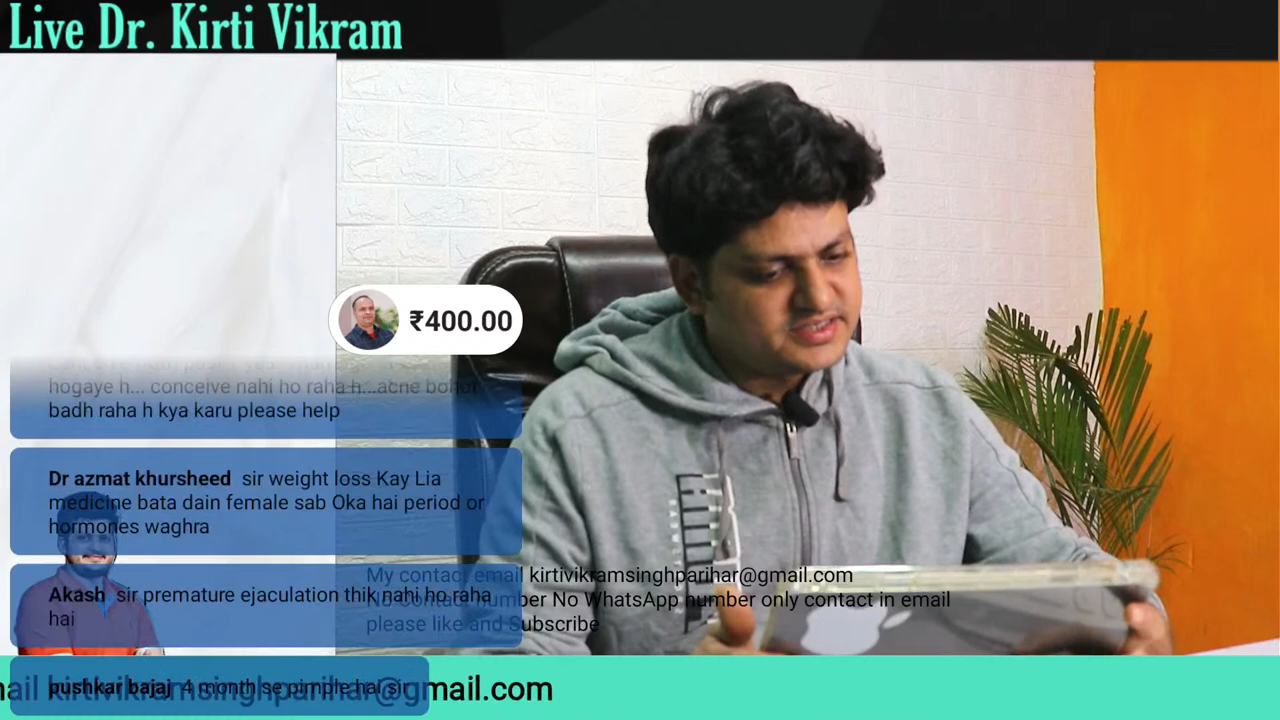 Live Dr. Kirti Vikram
₹400.00
hogaye h... conceive nahi ho raha h...acne bohot
badh raha h kya karu please help
Dr azmat khursheed sir weight loss Kay Lia
medicine bata dain female sab Oka hai period or
hormones waghra
Akash sir premature ejaculation thik nahi ho raha
hai
My contact email kirtivikramsinghparihar@gmail.com
No contact number No WhatsApp number only contact in email
please like and Subscribe
pushkar bajaj 4 month se pimple hai sir
kirtivikramsinghparihar@gmail.com